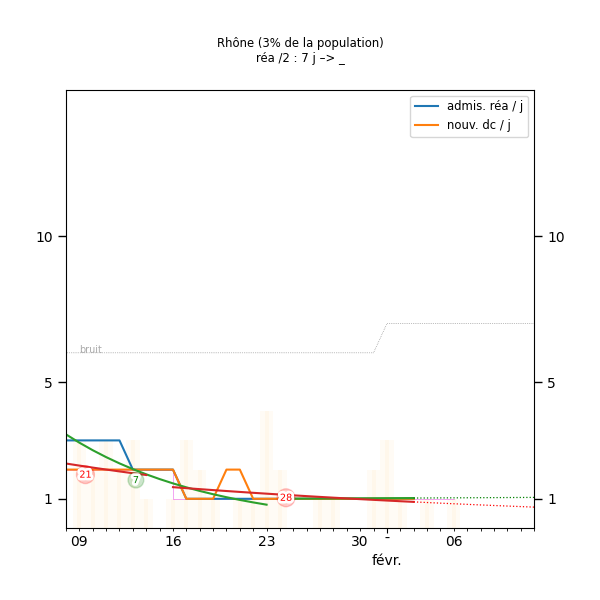 Rhône (3% de la population)
réa /2 : 7 j –> _
admis. réa / j
nouv. dc / j
10
10
bruit
5
5
21
7
28
1
1
09
16
23
30
-
06
févr.